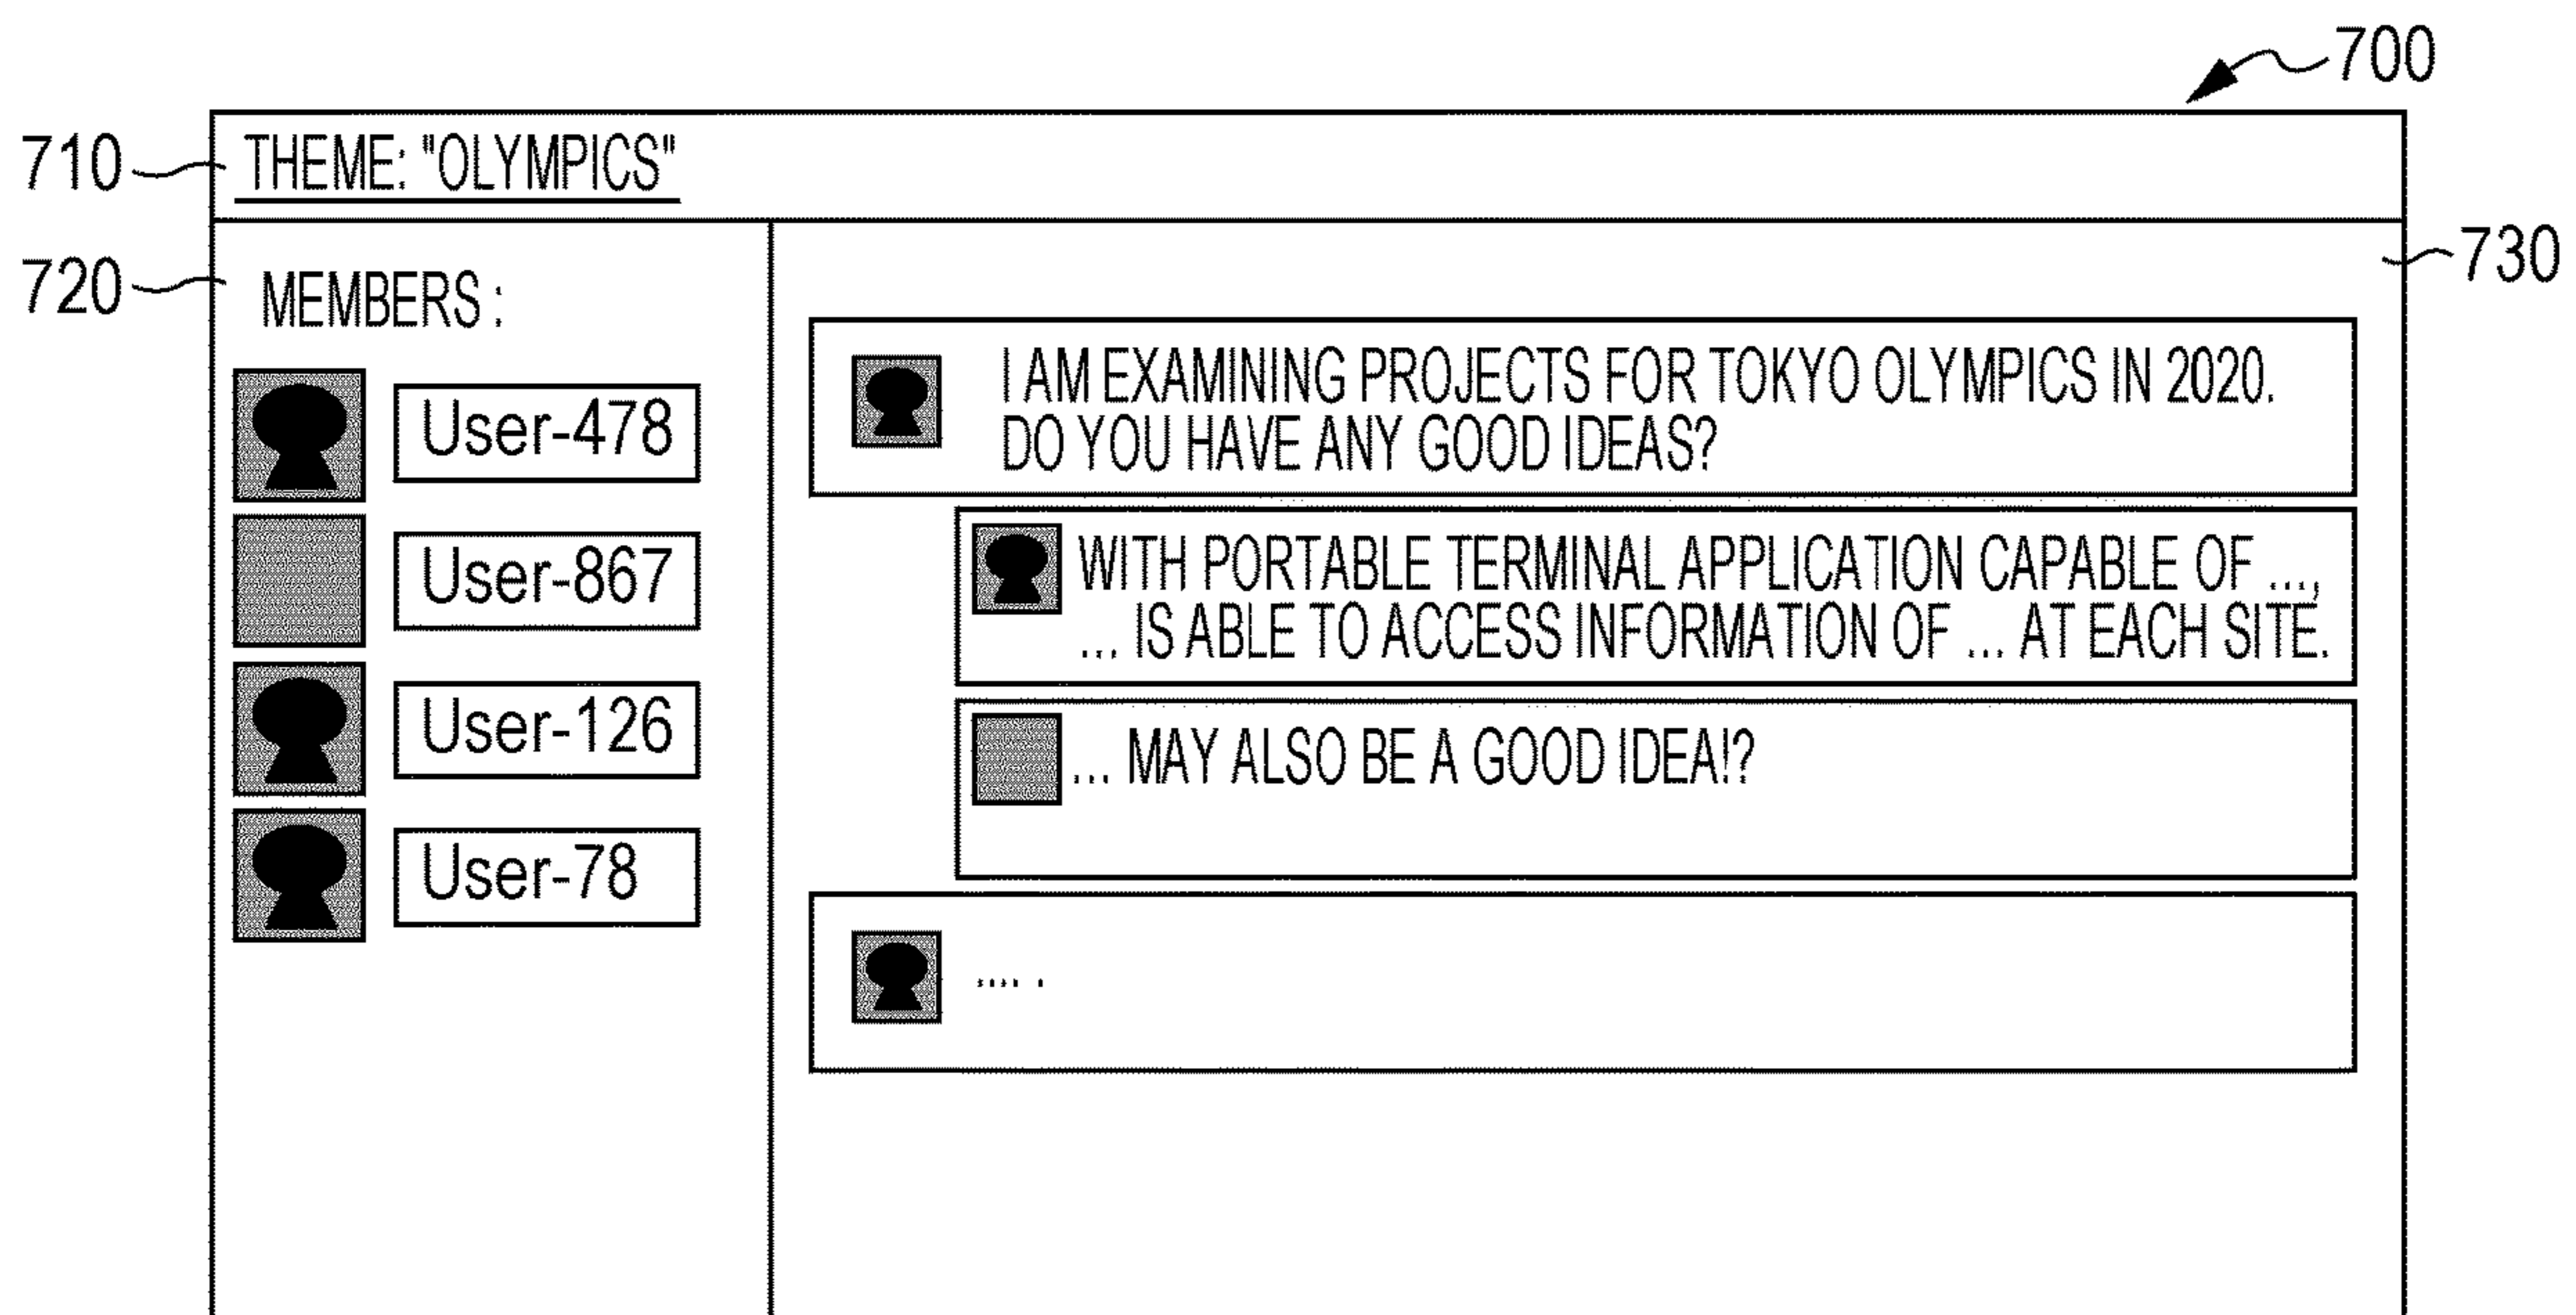 700
710
THEME: "OLYMPICS"
720
MEMBERS :
730
User-478
User-867
User-126
User-78
I AM EXAMINING PROJECTS FOR TOKYO OLYMPICS IN 2020.
DO YOU HAVE ANY GOOD IDEAS?
WITH PORTABLE TERMINAL APPLICATION CAPABLE OF ...,
... IS ABLE TO ACCESS INFORMATION OF ... AT EACH SITE.
... MAY ALSO BE A GOOD IDEA!?
.... .